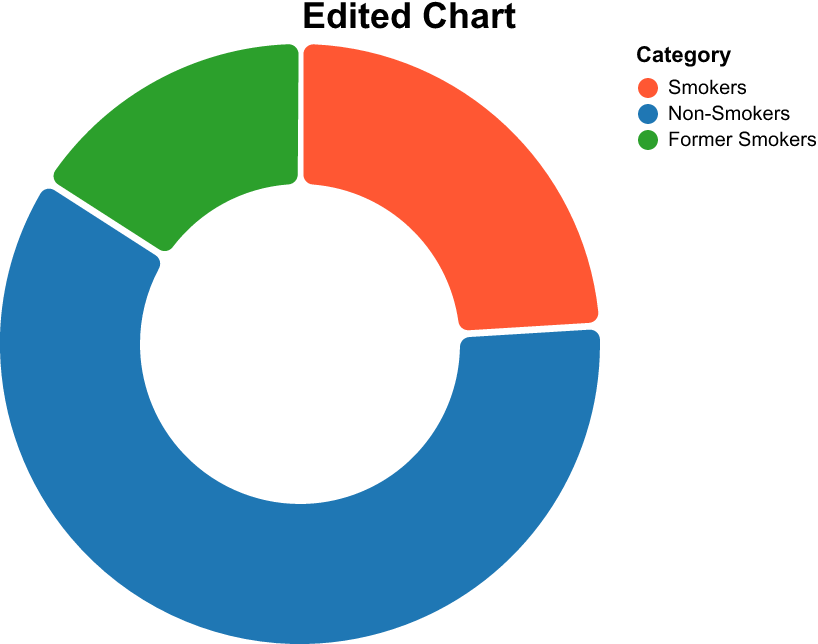 Edited Chart
Category
Smokers
Non-Smokers
Former Smokers